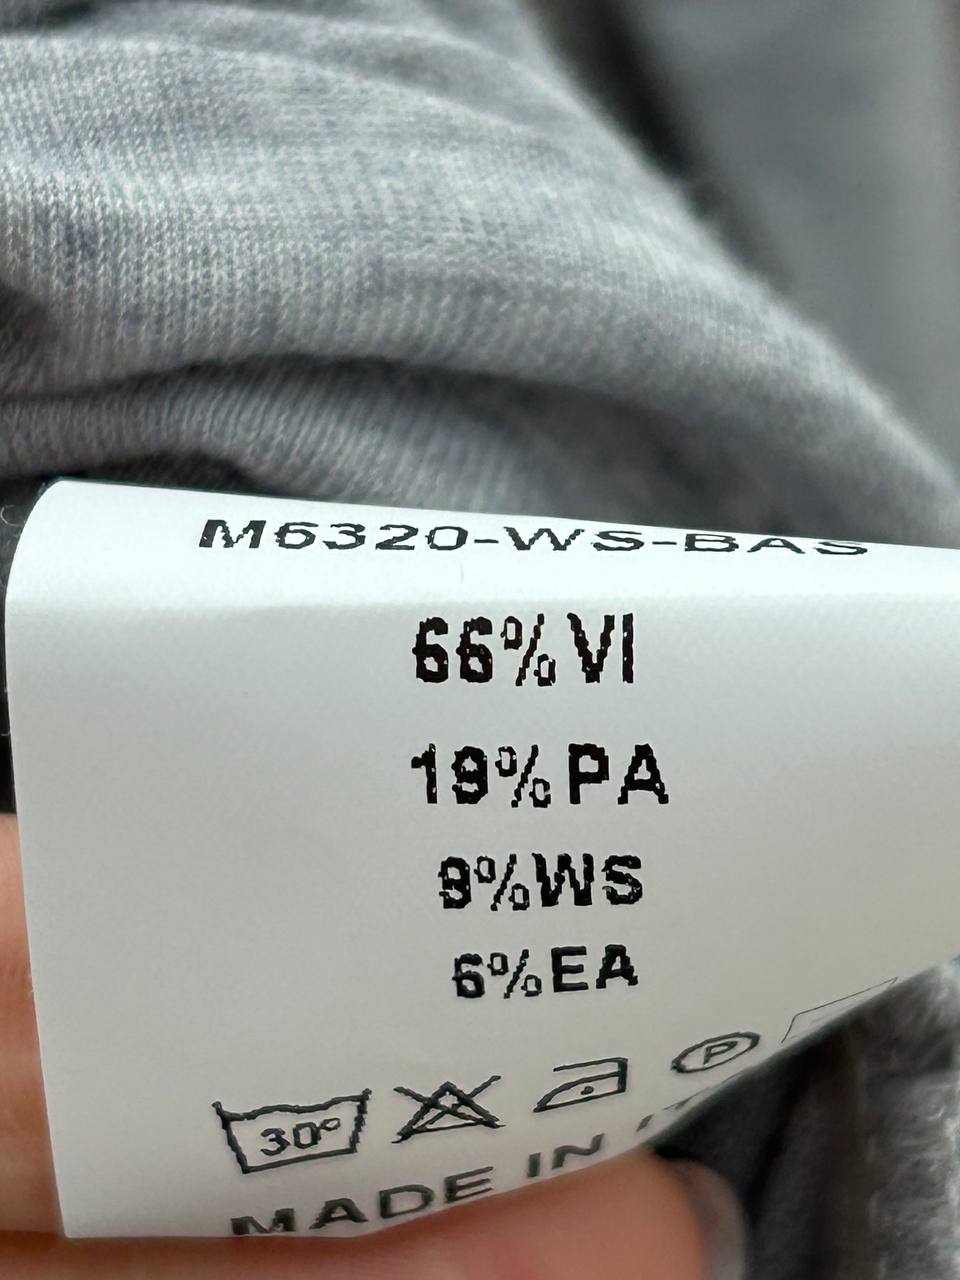 M6320-WS-BAS
66% VI
19% PA
9% WS
6% EA
30°
P
MADE IN